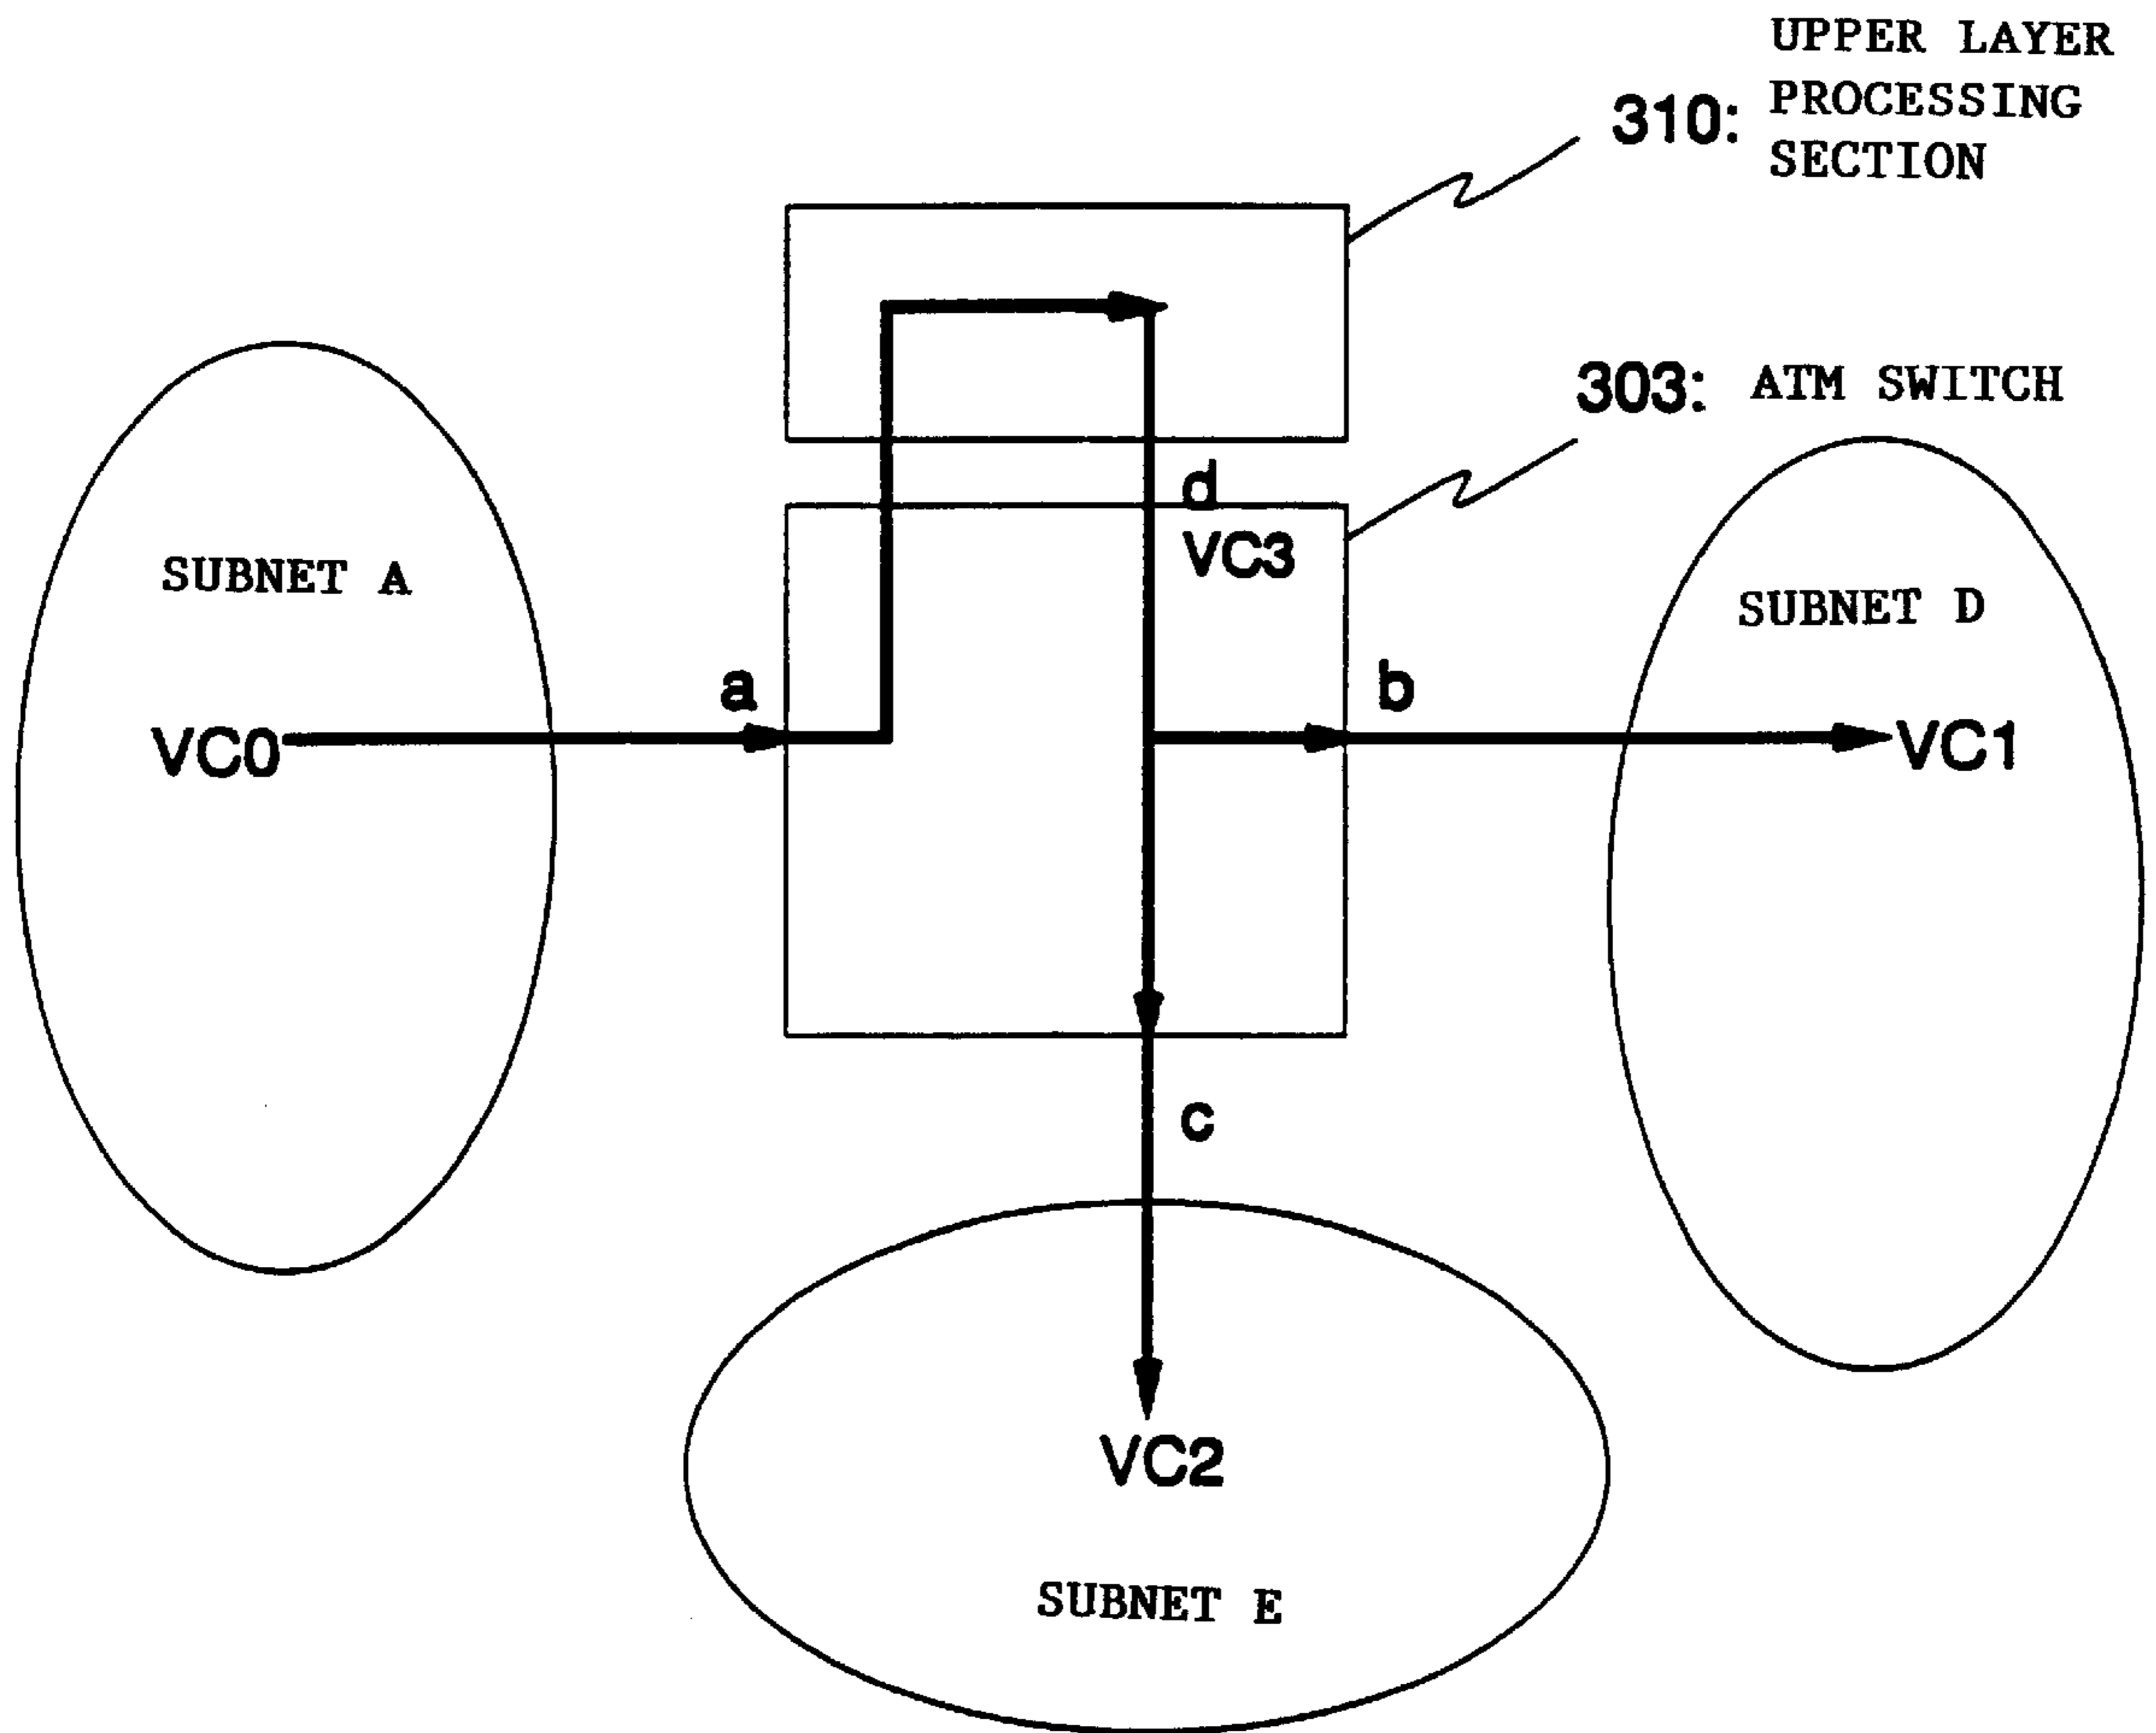 UPPER LAYER
310: PROCESSING
SECTION
303: ATM SWITCH
d
VC3
SUBNET A
SUBNET D
a
b
VC0
VC1
c
VC2
SUBNET E